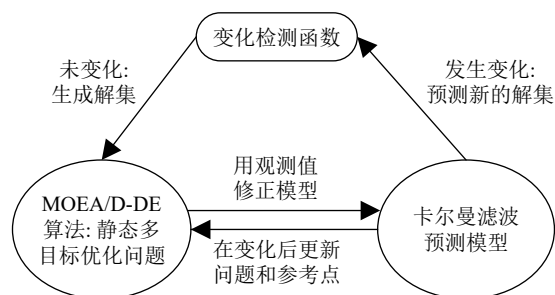 变化检测函数
未变化:
生成解集
发生变化:
预测新的解集
用观测值
修正模型
MOEA/D-DE
算法: 静态多
目标优化问题
卡尔曼滤波
预测模型
在变化后更新
问题和参考点